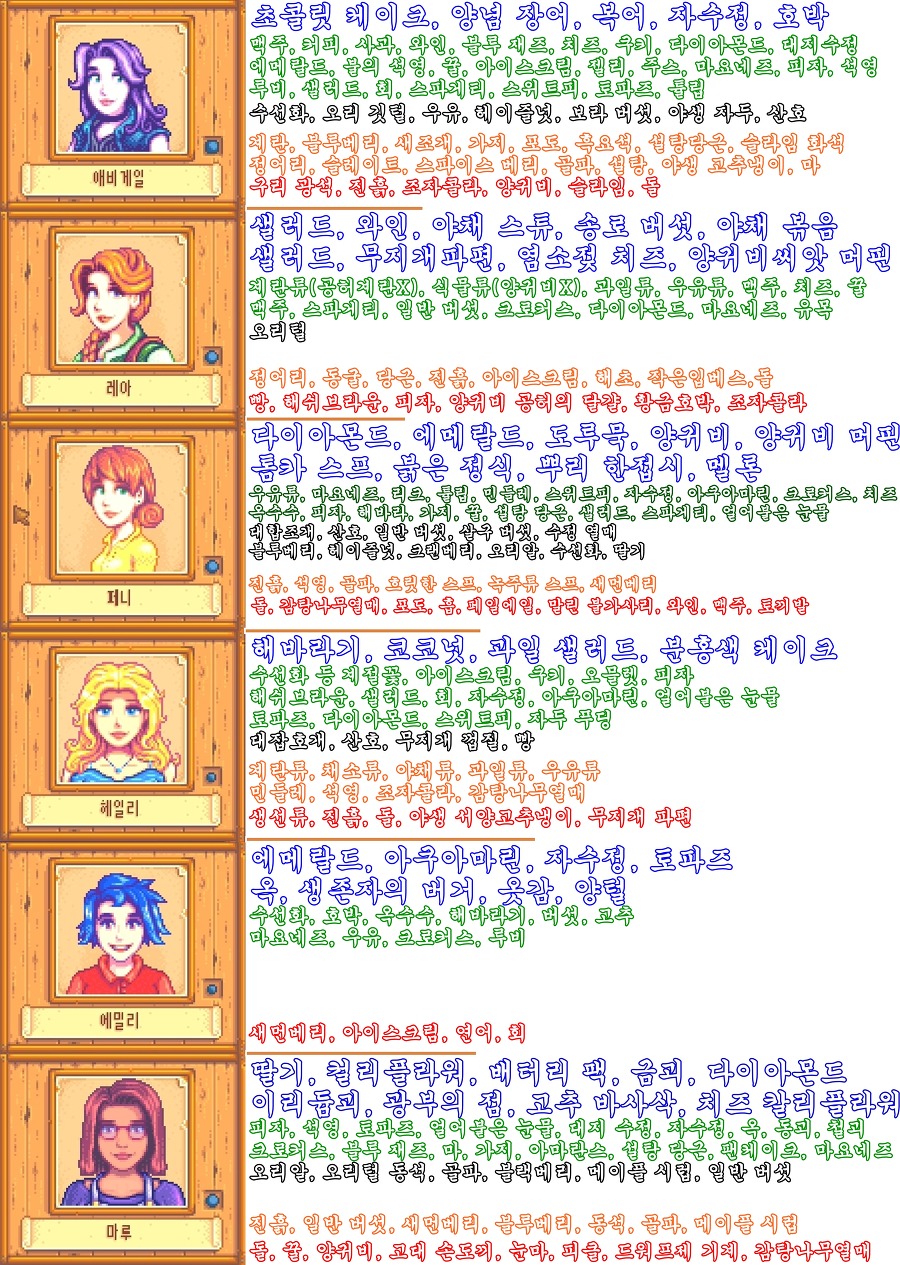 초콜릿 케이크, 양념 장어, 복어, 자수정, 호박
맥주, 커피, 사과, 와인, 블루 재즈, 치즈, 쿠키, 다이아몬드, 대지수정
에메랄드, 불의 석영, 꿀, 아이스크림, 젤리, 주스, 마요네즈, 피자, 석영
루비, 샐러드, 회, 스파게티, 스위트피, 토파즈, 튤립
수선화, 오리 깃털, 우유, 헤이즐넛, 보라 버섯, 야생 자두, 산호
계란, 블루베리, 새조개, 가지, 포도, 흑요석, 설탕당근, 슬라임 화석
정어리, 슬레이트, 스파이스 베리, 골파, 설탕, 야생 고추냉이, 마
구리 광석, 진흙, 조자콜라, 양귀비, 슬라임, 돌
애비게일
샐러드, 와인, 야채 스튜, 송로 버섯, 야채 볶음
샐러드, 무지개파편, 염소젖 치즈, 양귀비씨앗 머핀
계란류(공허계란X), 식물류(양귀비X), 과일류, 우유류, 맥주, 치즈, 꿀
맥주, 스파게티, 일반 버섯, 크로커스, 다이아몬드, 마요네즈, 유목
오리털
정어리, 동굴, 당근, 진흙, 아이스크림, 해초, 작은입배스,돌
빵, 해쉬브라운, 피자, 양귀비 공허의 달걀, 황금호박, 조자콜라
레아
다이아몬드, 에메랄드, 도루묵, 양귀비, 양귀비 머핀
톰카 스프, 붉은 정식, 뿌리 한접시, 멜론
우유류, 마요네즈, 리크, 튤립, 민들레, 스위트피, 자수정, 아쿠아마린, 크로커스, 치즈
옥수수, 피자, 해바라, 가지, 꿀, 설탕 당근, 샐러드, 스파게티, 얼어붙은 눈물
대합조개, 산호, 일반 버섯, 살구 버섯, 수정 열매
블루베리, 헤이즐넛, 크랜베리, 오리알, 수선화, 딸기
진흙, 석영, 골파, 흐릿한 스프, 녹주류 스프, 새먼베리
돌, 감탕나무열매, 포도, 홉, 페일에일, 말린 불가사리, 와인, 맥주, 토끼발
페니
해바라기, 코코넛, 과일 샐러드, 분홍색 케이크
수선화 등 계절꽃, 아이스크림, 쿠키, 오믈렛, 피자
해쉬브라운, 샐러드, 회, 자수정, 아쿠아마린, 얼어붙은 눈물
토파즈, 다이아몬드, 스위트피, 자두 푸딩
대잡호개, 산호, 무지개 껍질, 빵
계란류, 채소류, 야채류, 과일류, 우유류
민들레, 석영, 조자콜라, 감탕나무열매
생선류, 진흙, 돌, 야생 서양고추냉이, 무지개 파편
헤일리
에메랄드, 아쿠아마린, 자수정, 토파즈
옥, 생존자의 버거, 옷감, 양털
수선화, 호박, 옥수수, 해바라기, 버섯, 고추
마요네즈, 우유, 크로커스, 루비
새먼베리, 아이스크림, 연어, 회
에밀리
딸기, 컬리플라워, 배터리 팩, 금괴, 다이아몬드
이리듐괴, 광부의 점, 고추 바사삭, 치즈 칼리플라워
피자, 석영, 토파즈, 얼어붙은 눈물, 대지 수정, 자수정, 옥, 동괴, 철괴
크로커스, 블루 재즈, 마, 가지, 아마란스, 설탕 당근, 팬케이크, 마요네즈
오리알, 오리털 동석, 골파, 블랙베리, 메이플 시럽, 일반 버섯
진흙, 일반 버섯, 새먼베리, 블루베리, 동석, 골파, 메이플 시럽
돌, 꿀, 양귀비, 고대 손도끼, 눈마, 피클, 드워프제 기계, 감탕나무열매
마루